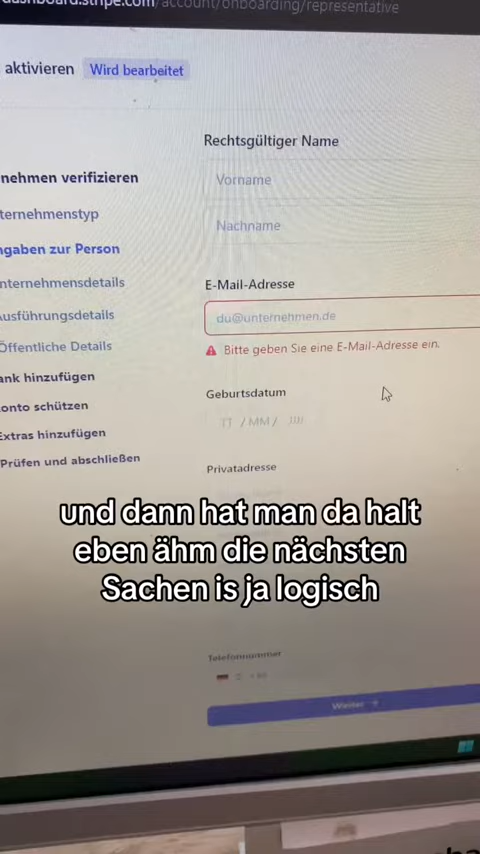 dashboard.stripe.com/account/onboarding/representative
aktivieren Wird bearbeitet
Rechtsgültiger Name
Vorname
nehmen verifizieren
ternehmenstyp
Nachname
ngaben zur Person
nternehmensdetails
E-Mail-Adresse
du@unternehmen.de
Ausführungsdetails
Öffentliche Details
Bitte geben Sie eine E-Mail-Adresse ein.
ank hinzufügen
Geburtsdatum
onto schützen
TT / MM / JJJJ
Extras hinzufügen
Prüfen und abschließen
Privatadresse
und dann hat man da halt
eben ähm die nächsten
Sachen is ja logisch
Telefonnummer
Weiter →